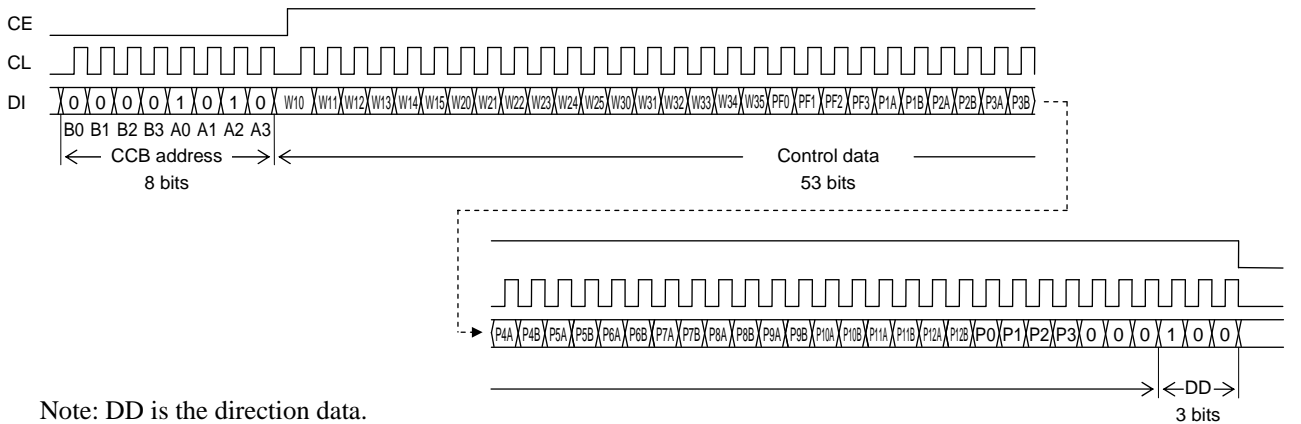 CE
CL
DI 0 0 0 0 1 0 1 0 W10 W11 W12 W13 W14 W15 W20 W21 W22 W23 W24 W25 W30 W31 W32 W33 W34 W35 PF0 PF1 PF2 PF3 P1A P1B P2A P2B P3A P3B
B0 B1 B2 B3 A0 A1 A2 A3
CCB address
8 bits
Control data
53 bits
P4A P4B P5A P5B P6A P6B P7A P7B P8A P8B P9A P9B P10A P10B P11A P11B P12A P12B P0 P1 P2 P3 0 0 0 1 0 0
DD
3 bits
Note: DD is the direction data.